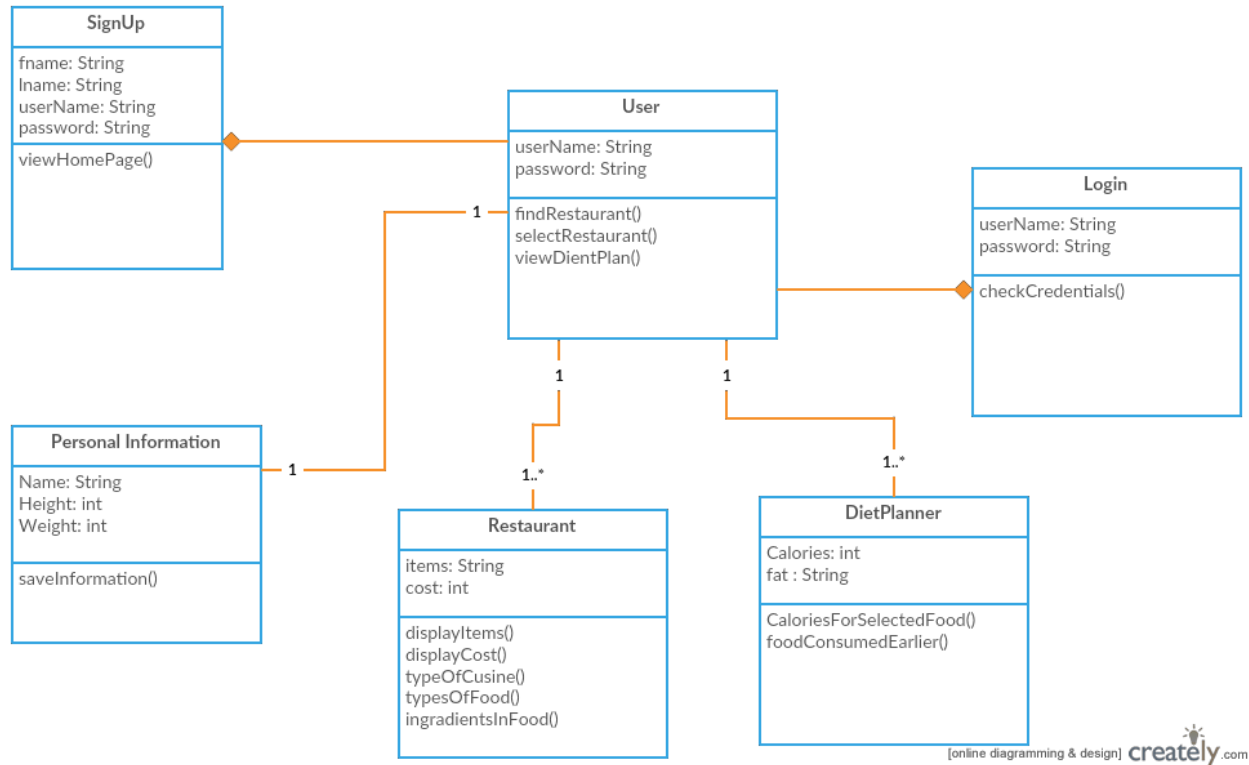 SignUp
fname: String
lname: String
userName: String
password: String
viewHomePage()
User
userName: String
password: String
findRestaurant()
selectRestaurant()
viewDientPlan()
Login
userName: String
password: String
checkCredentials()
1
1
1
1
1..*
1..*
Personal Information
Name: String
Height: int
Weight: int
saveInformation()
Restaurant
items: String
cost: int
displayItems()
displayCost()
typeOfCusine()
typesOfFood()
ingradientsInFood()
DietPlanner
Calories: int
fat : String
CaloriesForSelectedFood()
foodConsumedEarlier()
[online diagramming & design] creately.com